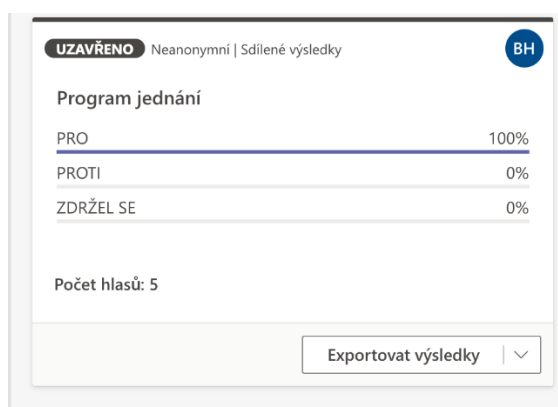 UZAVŘENO Neanonymní | Sdílené výsledky BH
Program jednání
PRO 100%
PROTI 0%
ZDRŽEL SE 0%
Počet hlasů: 5
Exportovat výsledky